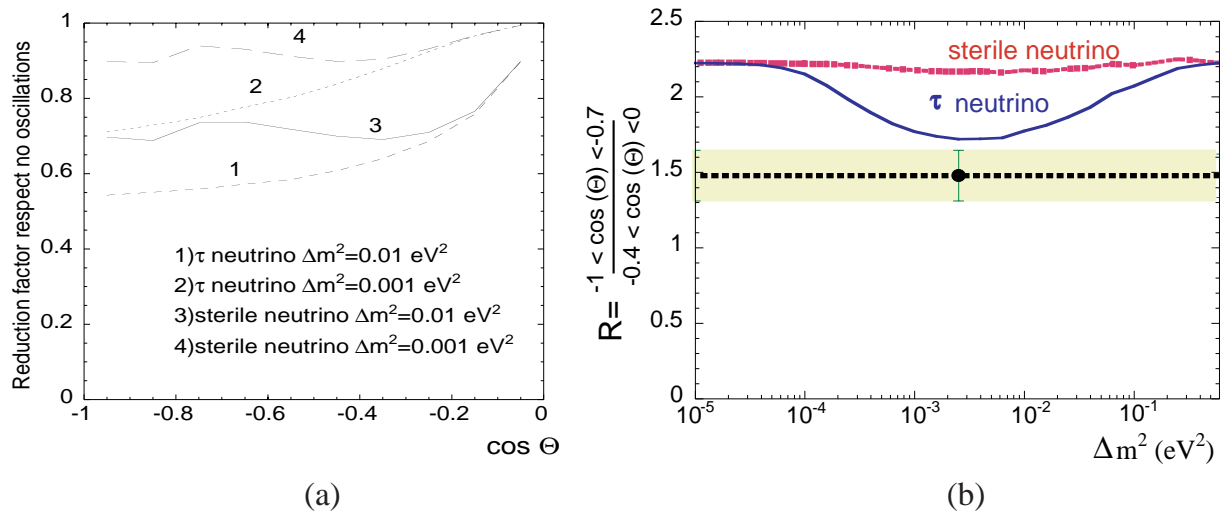 Reduction factor respect no oscillations
1
0.8
0.6
0.4
0.2
0
-1
-0.8
-0.6
-0.4
-0.2
0
cos Θ
4
2
3
1
1)τ neutrino Δm²=0.01 eV²
2)τ neutrino Δm²=0.001 eV²
3)sterile neutrino Δm²=0.01 eV²
4)sterile neutrino Δm²=0.001 eV²
(a)
R= -1 < cos (Θ) <-0.7
-0.4 < cos (Θ) <0
2.5
2
1.5
1
0.5
0
10⁻⁵
10⁻⁴
10⁻³
10⁻²
10⁻¹
Δm² (eV²)
sterile neutrino
τ neutrino
(b)